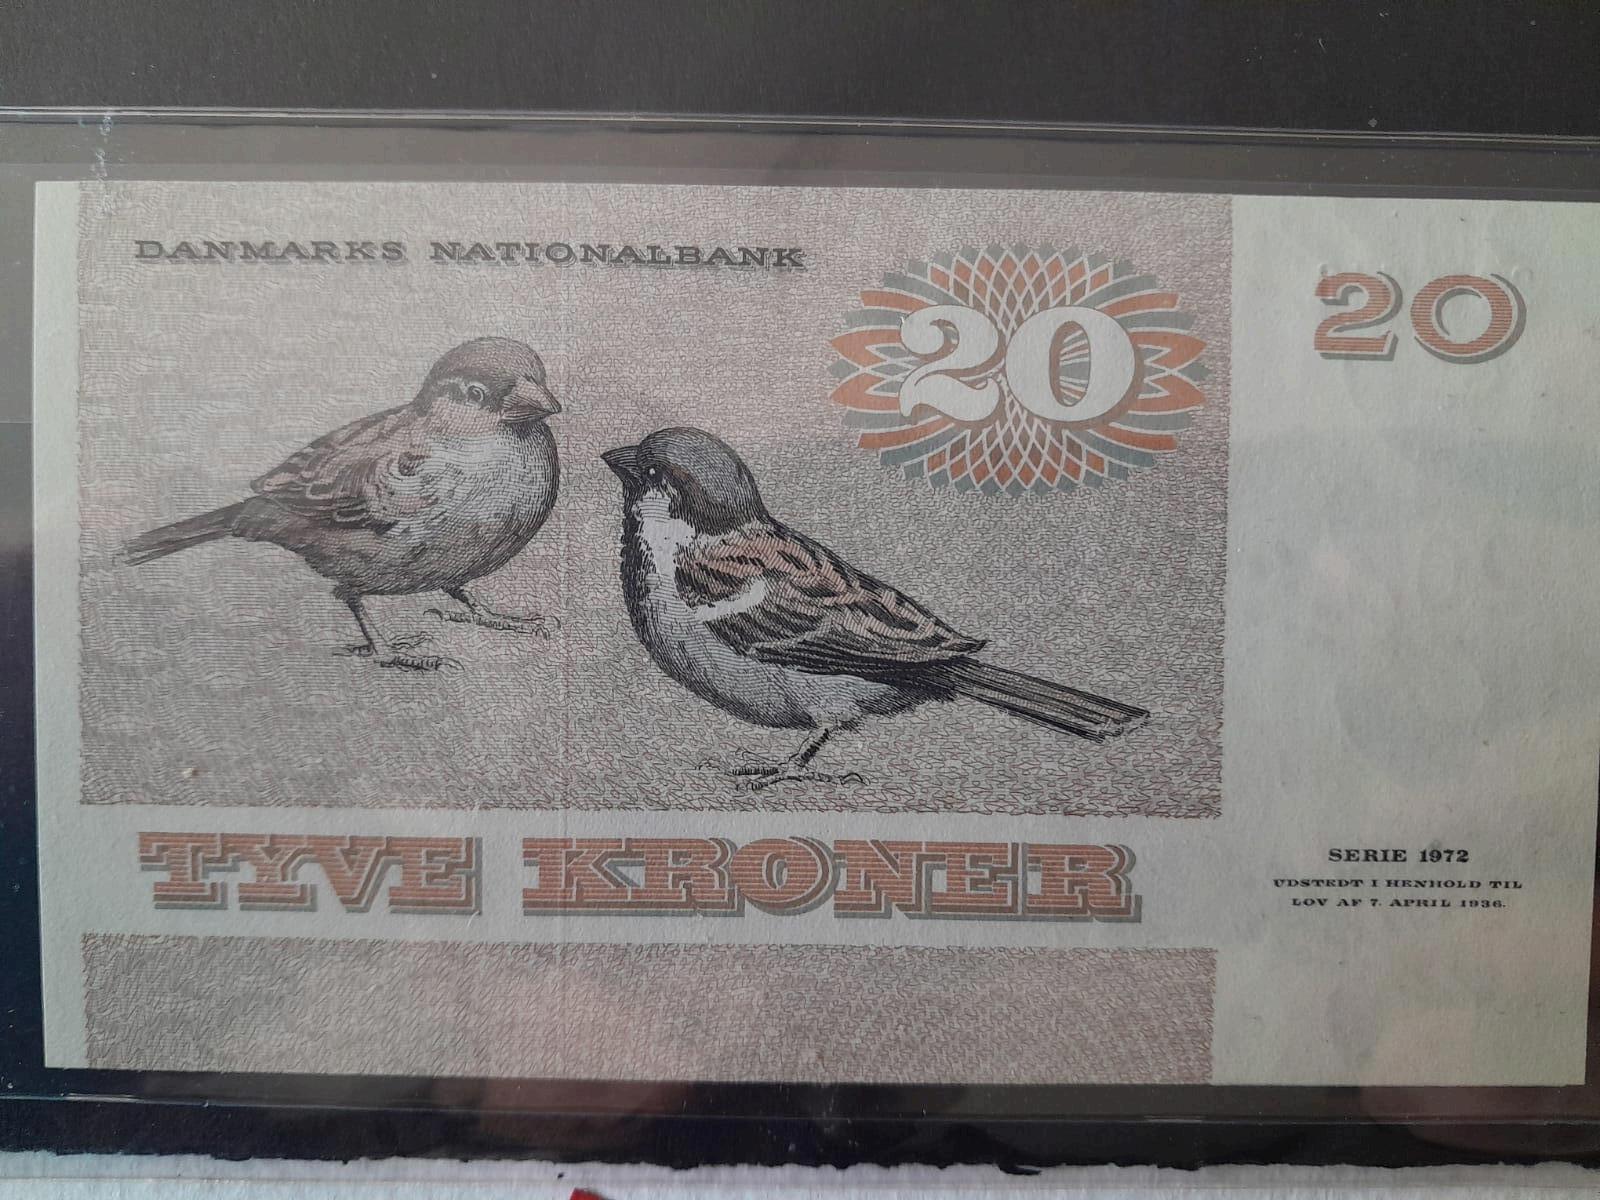 DANMARKS NATIONALBANK
20
20
TYVE KRONER
SERIE 1972
UDSTEDT I HENHOLD TIL
LOV AF 7. APRIL 1936.